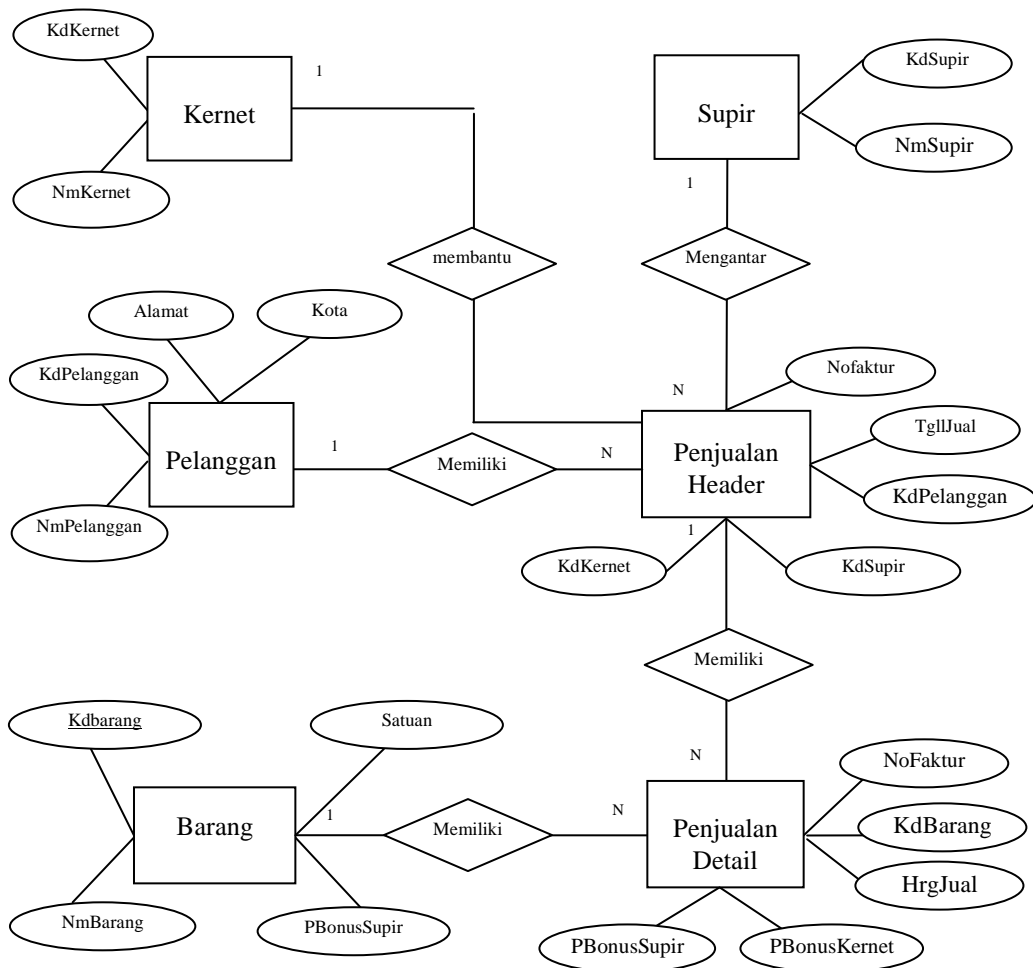 KdKernet
1
Kernet
NmKernet
KdSupir
Supir
NmSupir
1
membantu
Mengantar
Alamat
Kota
KdPelanggan
Pelanggan
NmPelanggan
1
Memiliki
N
N
Nofaktur
Penjualan
Header
TgllJual
KdPelanggan
1
KdKernet
KdSupir
Memiliki
N
Kdbarang
Satuan
Barang
1
Memiliki
N
NmBarang
PBonusSupir
Penjualan
Detail
NoFaktur
KdBarang
HrgJual
PBonusSupir
PBonusKernet